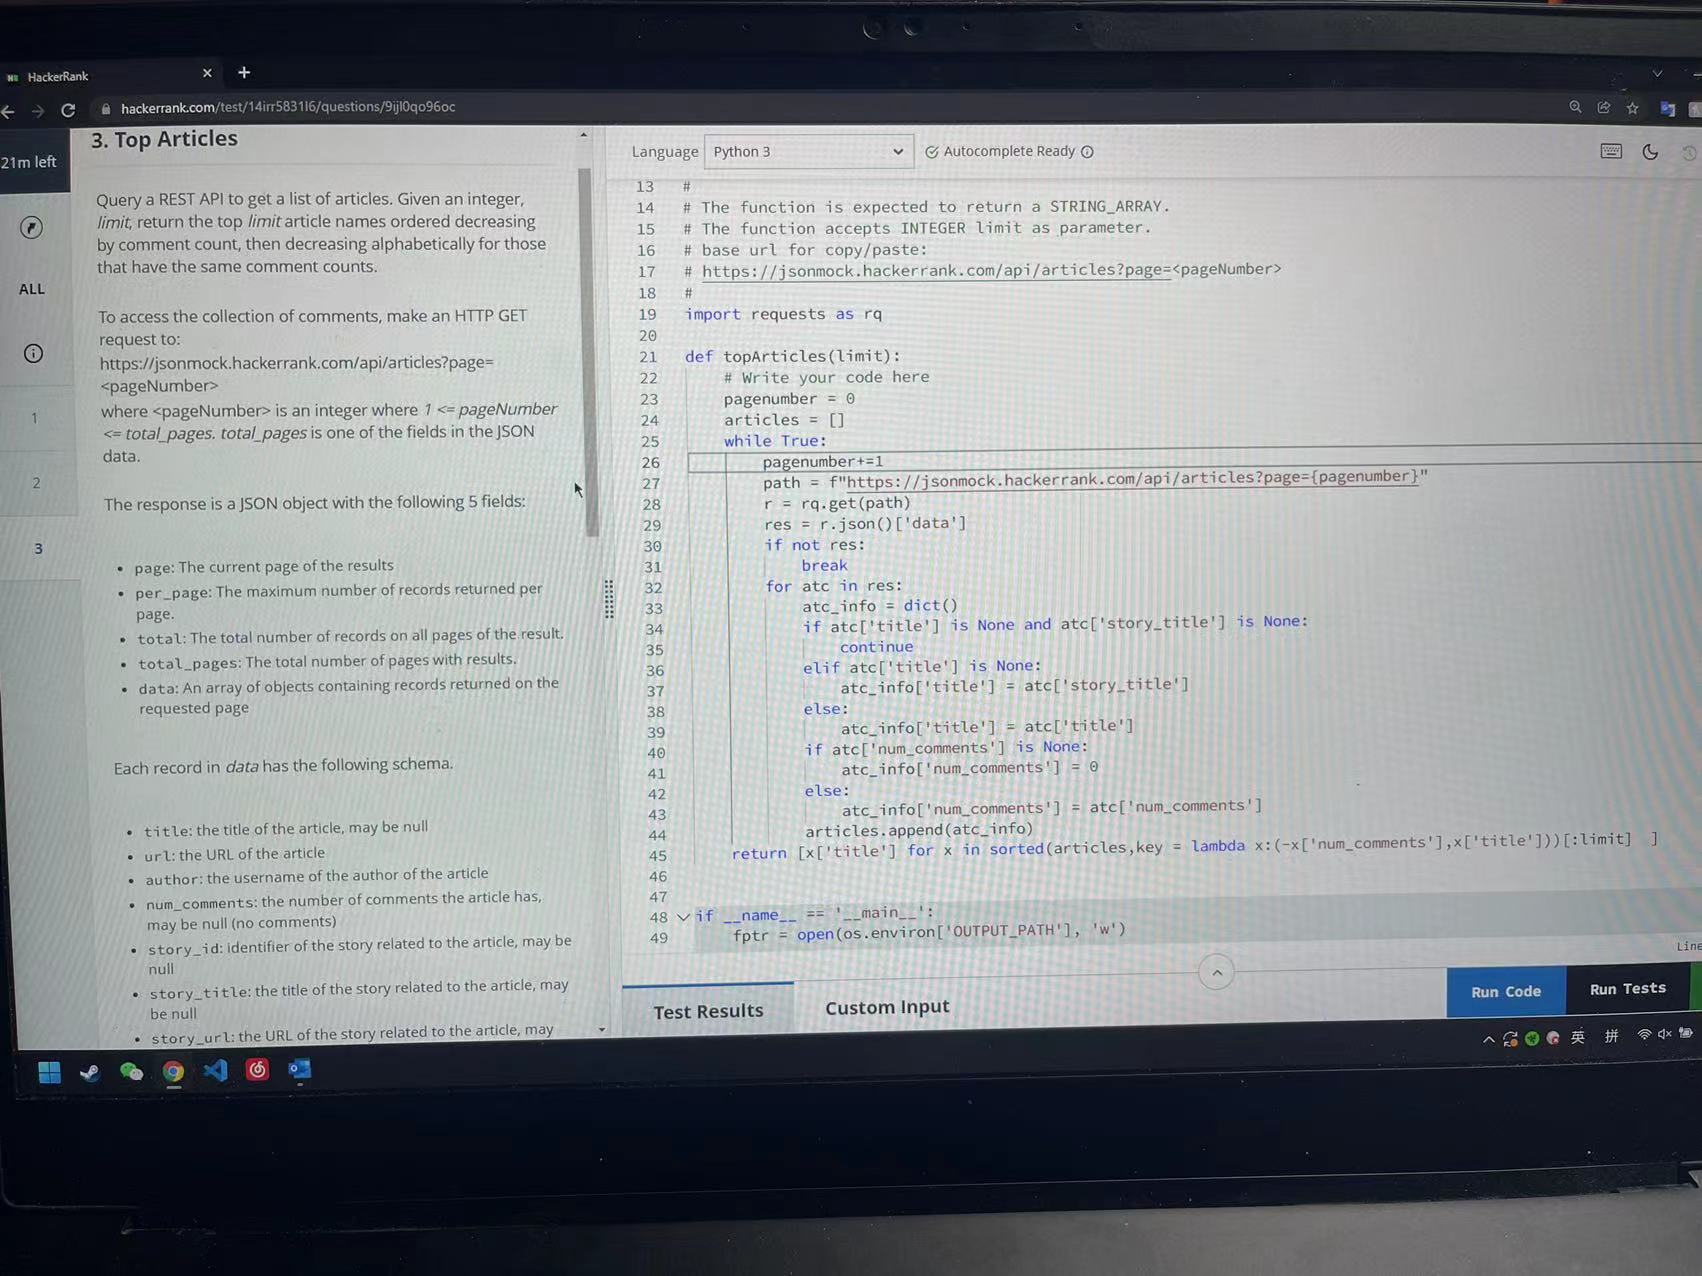 HackerRank
hackerrank.com/test/14irr5831l6/questions/9ijl0qo96oc
21m left
ALL
1
2
3
3. Top Articles
Query a REST API to get a list of articles. Given an integer,
limit, return the top limit article names ordered decreasing
by comment count, then decreasing alphabetically for those
that have the same comment counts.
To access the collection of comments, make an HTTP GET
request to:
https://jsonmock.hackerrank.com/api/articles?page=
<pageNumber>
where <pageNumber> is an integer where 1 <= pageNumber
<= total_pages. total_pages is one of the fields in the JSON
data.
The response is a JSON object with the following 5 fields:
• page: The current page of the results
• per_page: The maximum number of records returned per
page.
• total: The total number of records on all pages of the result.
• total_pages: The total number of pages with results.
• data: An array of objects containing records returned on the
requested page
Each record in data has the following schema.
• title: the title of the article, may be null
• url: the URL of the article
• author: the username of the author of the article
• num_comments: the number of comments the article has,
may be null (no comments)
• story_id: identifier of the story related to the article, may be
null
• story_title: the title of the story related to the article, may
be null
• story_url: the URL of the story related to the article, may
Language Python 3 Autocomplete Ready
13 #
14 # The function is expected to return a STRING_ARRAY.
15 # The function accepts INTEGER limit as parameter.
16 # base url for copy/paste:
17 # https://jsonmock.hackerrank.com/api/articles?page=<pageNumber>
18 #
19 import requests as rq
20
21 def topArticles(limit):
22 # Write your code here
23 pagenumber = 0
24 articles = []
25 while True:
26 pagenumber+=1
27 path = f"https://jsonmock.hackerrank.com/api/articles?page={pagenumber}"
28 r = rq.get(path)
29 res = r.json()['data']
30 if not res:
31 break
32 for atc in res:
33 atc_info = dict()
34 if atc['title'] is None and atc['story_title'] is None:
35 continue
36 elif atc['title'] is None:
37 atc_info['title'] = atc['story_title']
38 else:
39 atc_info['title'] = atc['title']
40 if atc['num_comments'] is None:
41 atc_info['num_comments'] = 0
42 else:
43 atc_info['num_comments'] = atc['num_comments']
44 articles.append(atc_info)
45 return [x['title'] for x in sorted(articles,key = lambda x:(-x['num_comments'],x['title']))[:limit] ]
46
47
48 if __name__ == '__main__':
49 fptr = open(os.environ['OUTPUT_PATH'], 'w')
Line
Test Results Custom Input Run Code Run Tests
英 拼